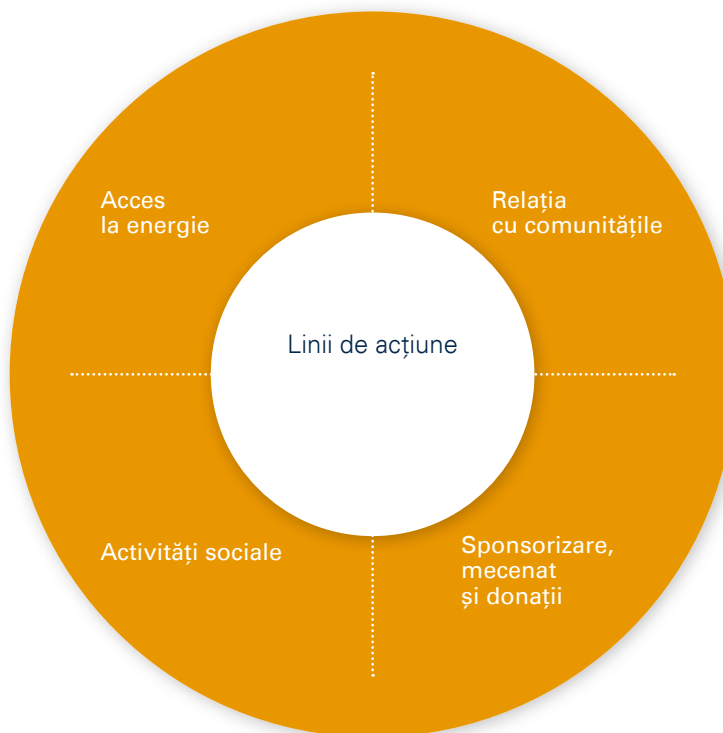 Acces
la energie
Relația
cu comunitățile
Linii de acțiune
Activități sociale
Sponsorizare,
mecenat
și donații